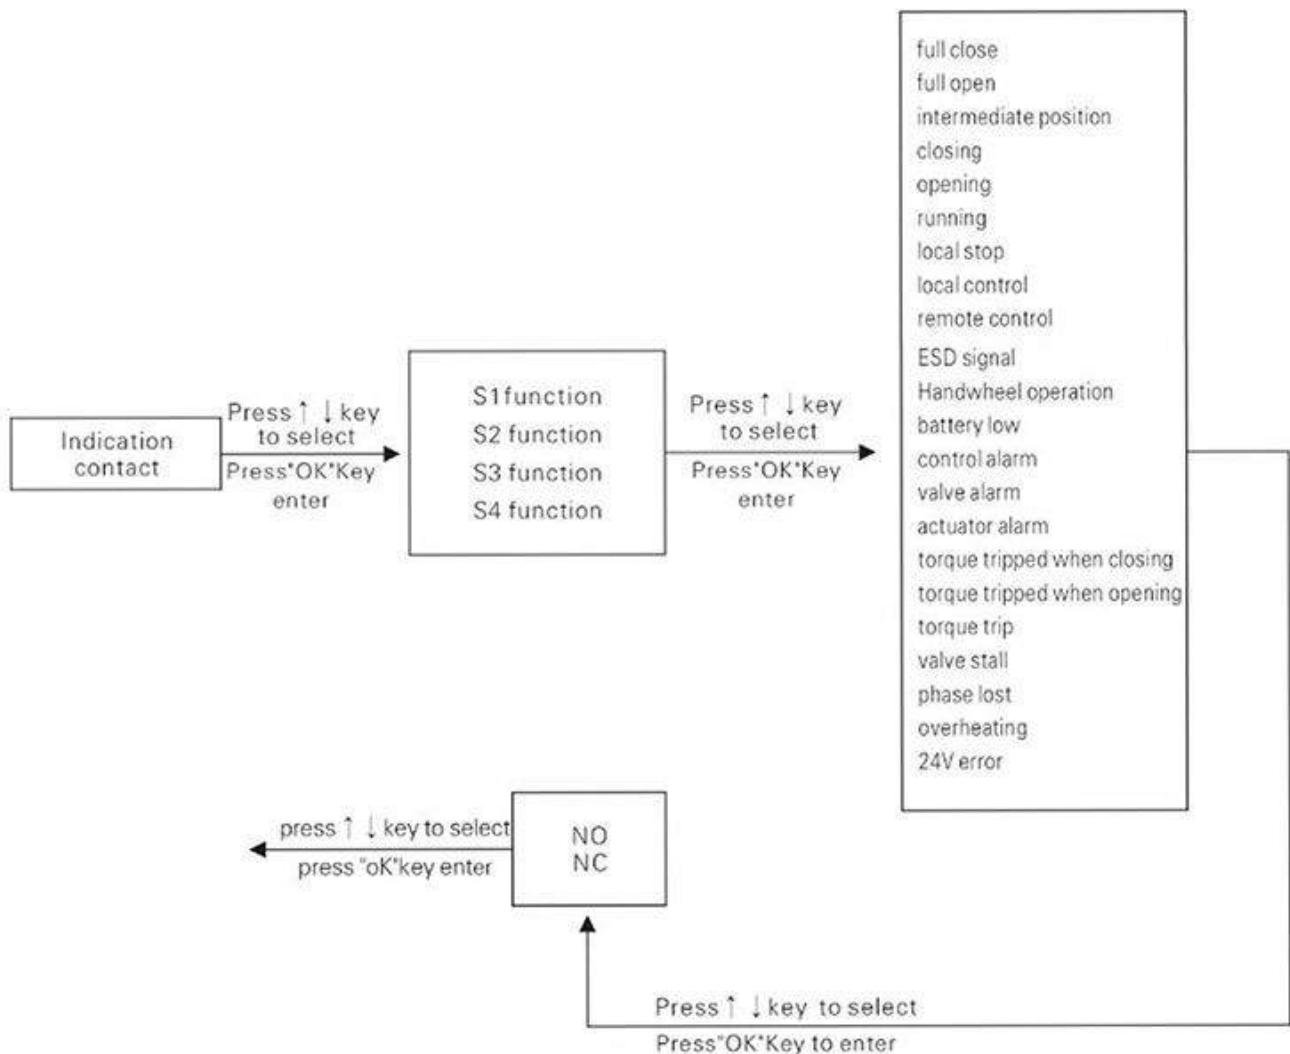 Indication
contact
Press ↑ ↓ key
to select
Press"OK"Key
enter
S1function
S2 function
S3 function
S4 function
Press ↑ ↓ key
to select
Press"OK"Key
enter
full close
full open
intermediate position
closing
opening
running
local stop
local control
remote control
ESD signal
Handwheel operation
battery low
control alarm
valve alarm
actuator alarm
torque tripped when closing
torque tripped when opening
torque trip
valve stall
phase lost
overheating
24V error
Press ↑ ↓ key to select
Press"OK"Key to enter
NO
NC
press ↑ ↓ key to select
press "oK"key enter